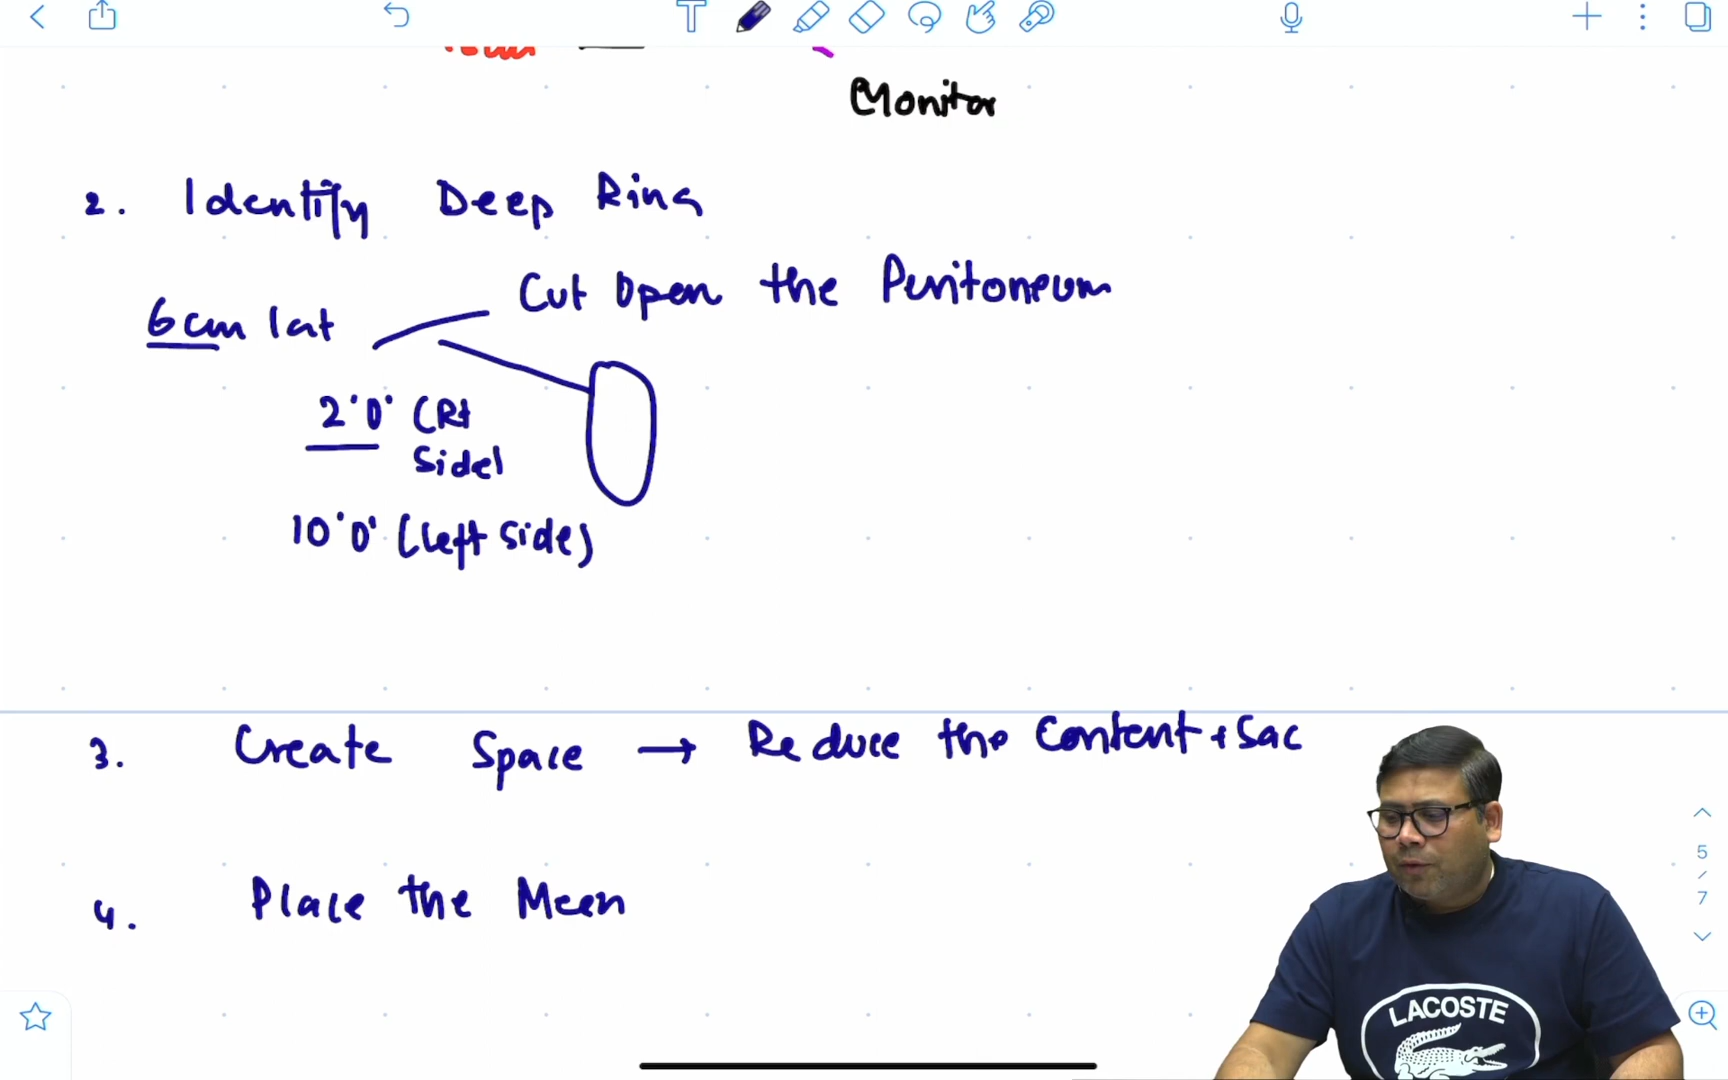 Monitor
2. Identify Deep Ring
Cut Open the Peritoneum
6cm lat
2'0' (Rt
Side)
10'0' (Left Side)
3. Create Space → Reduce the Content + Sac
4. Place the Mesh
5
/
7
LACOSTE